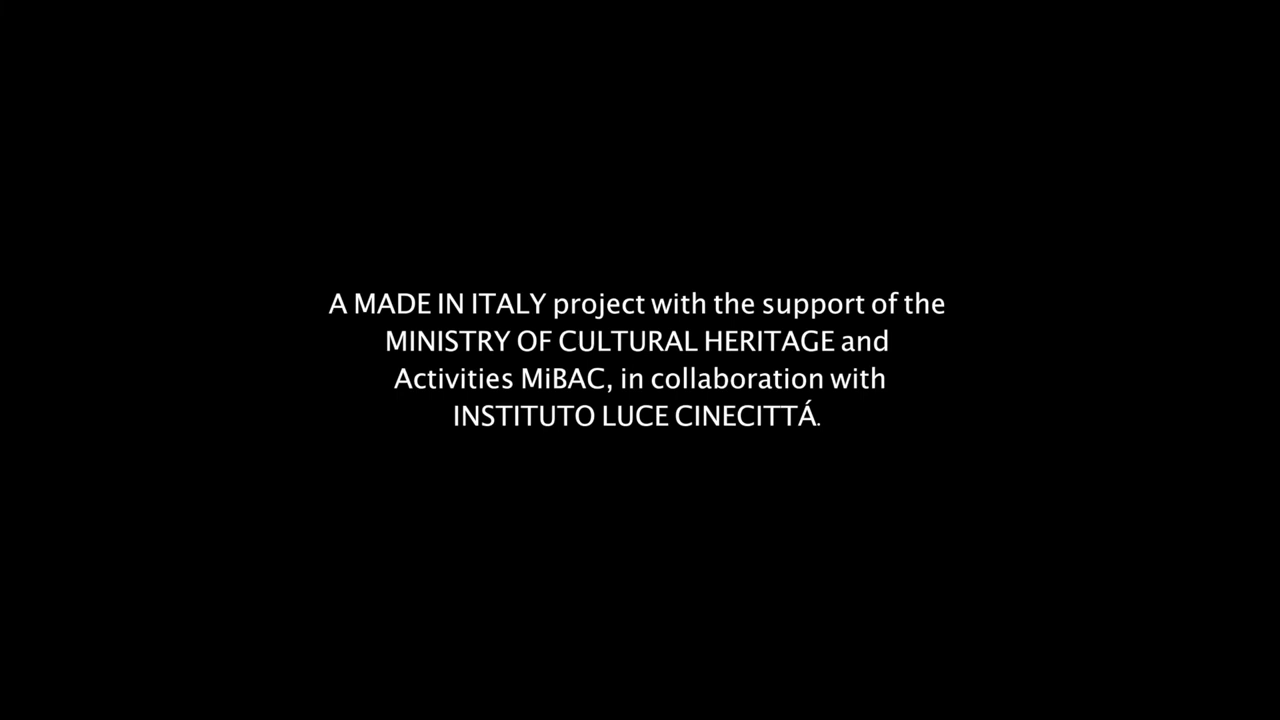 A MADE IN ITALY project with the support of the
MINISTRY OF CULTURAL HERITAGE and
Activities MiBAC, in collaboration with
INSTITUTO LUCE CINECITTÁ.